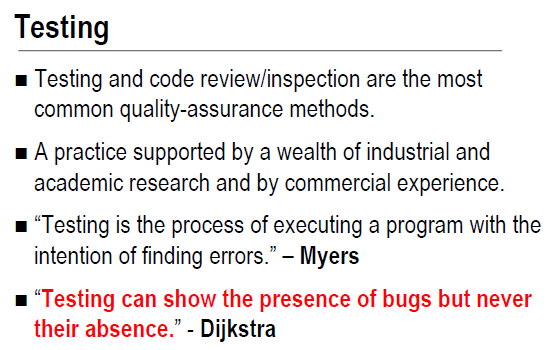 Testing
■ Testing and code review/inspection are the most
common quality-assurance methods.
■ A practice supported by a wealth of industrial and
academic research and by commercial experience.
■ “Testing is the process of executing a program with the
intention of finding errors.” – Myers
■ “Testing can show the presence of bugs but never
their absence.” - Dijkstra